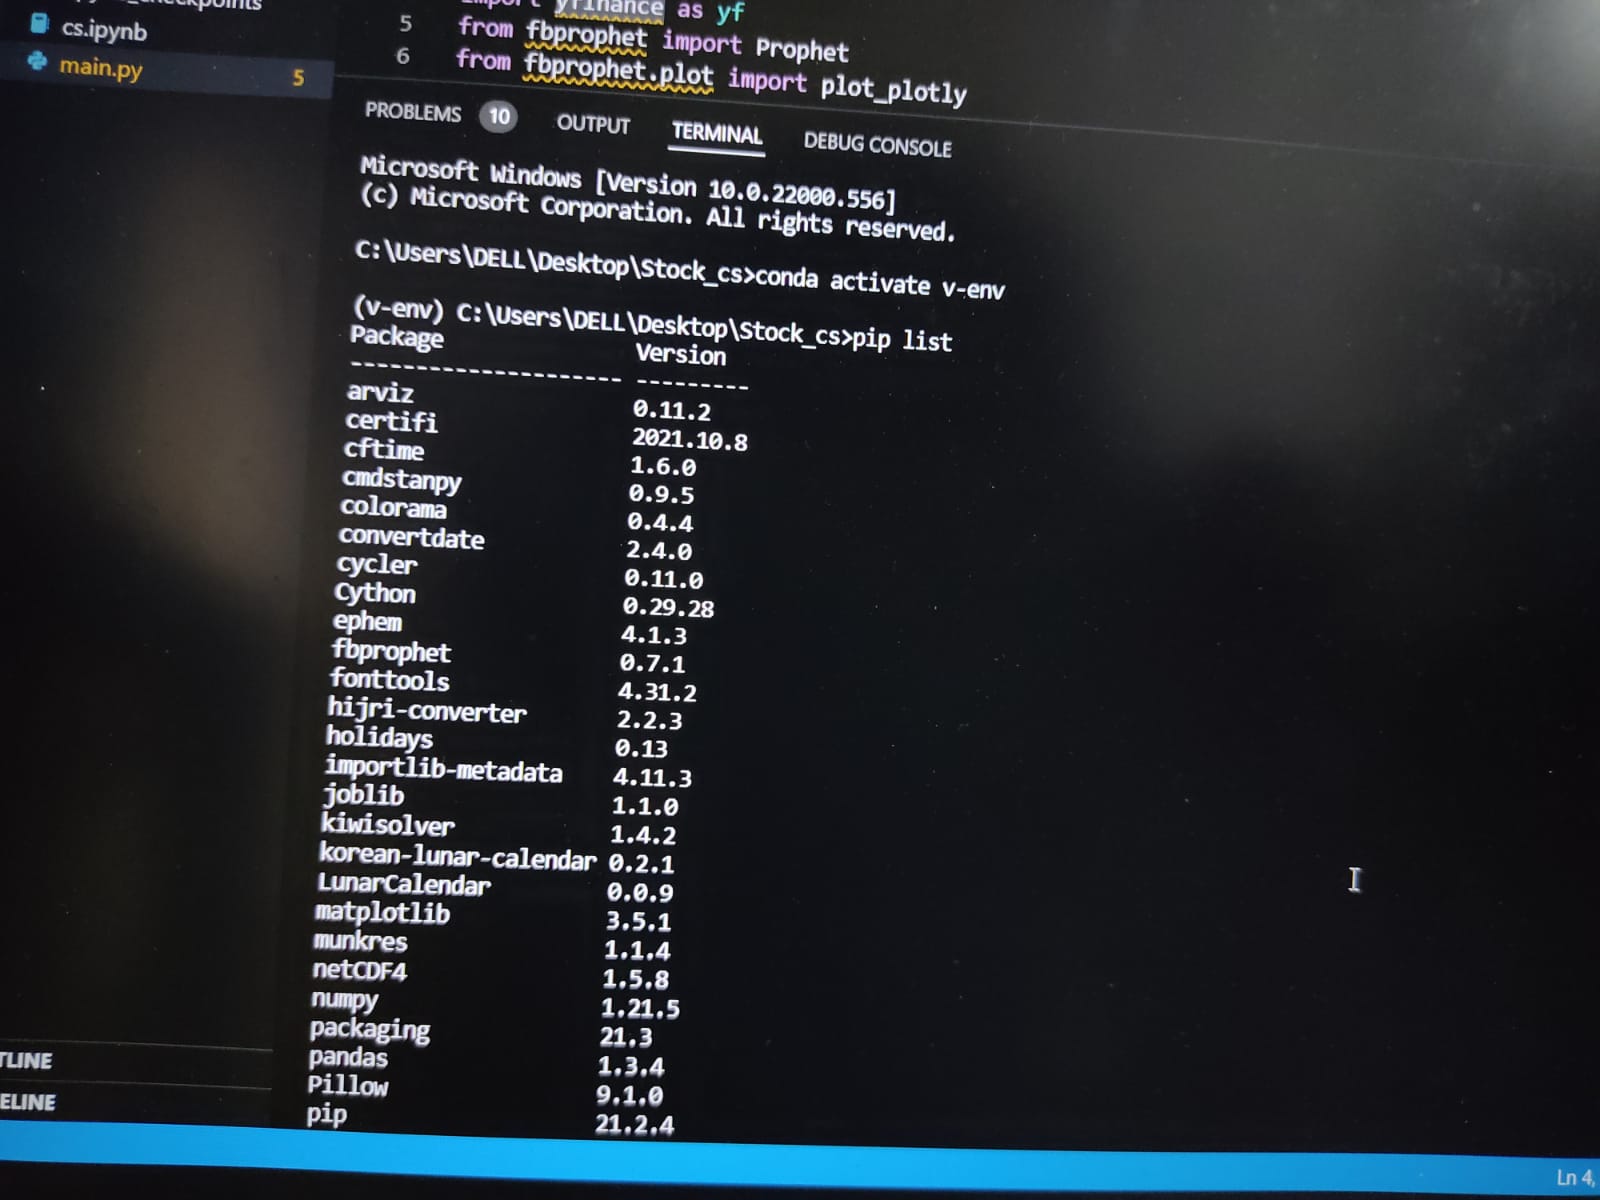 cs.ipynb
main.py 5
import yfinance as yf
5 from fbprophet import Prophet
6 from fbprophet.plot import plot_plotly
PROBLEMS 10 OUTPUT TERMINAL DEBUG CONSOLE
Microsoft Windows [Version 10.0.22000.556]
(c) Microsoft Corporation. All rights reserved.
C:\Users\DELL\Desktop\Stock_cs>conda activate v-env
(v-env) C:\Users\DELL\Desktop\Stock_cs>pip list
Package Version
--------------------- ---------
arviz 0.11.2
certifi 2021.10.8
cftime 1.6.0
cmdstanpy 0.9.5
colorama 0.4.4
convertdate 2.4.0
cycler 0.11.0
Cython 0.29.28
ephem 4.1.3
fbprophet 0.7.1
fonttools 4.31.2
hijri-converter 2.2.3
holidays 0.13
importlib-metadata 4.11.3
joblib 1.1.0
kiwisolver 1.4.2
korean-lunar-calendar 0.2.1
LunarCalendar 0.0.9
matplotlib 3.5.1
munkres 1.1.4
netCDF4 1.5.8
numpy 1.21.5
packaging 21.3
pandas 1.3.4
Pillow 9.1.0
pip 21.2.4
TLINE
ELINE
Ln 4,